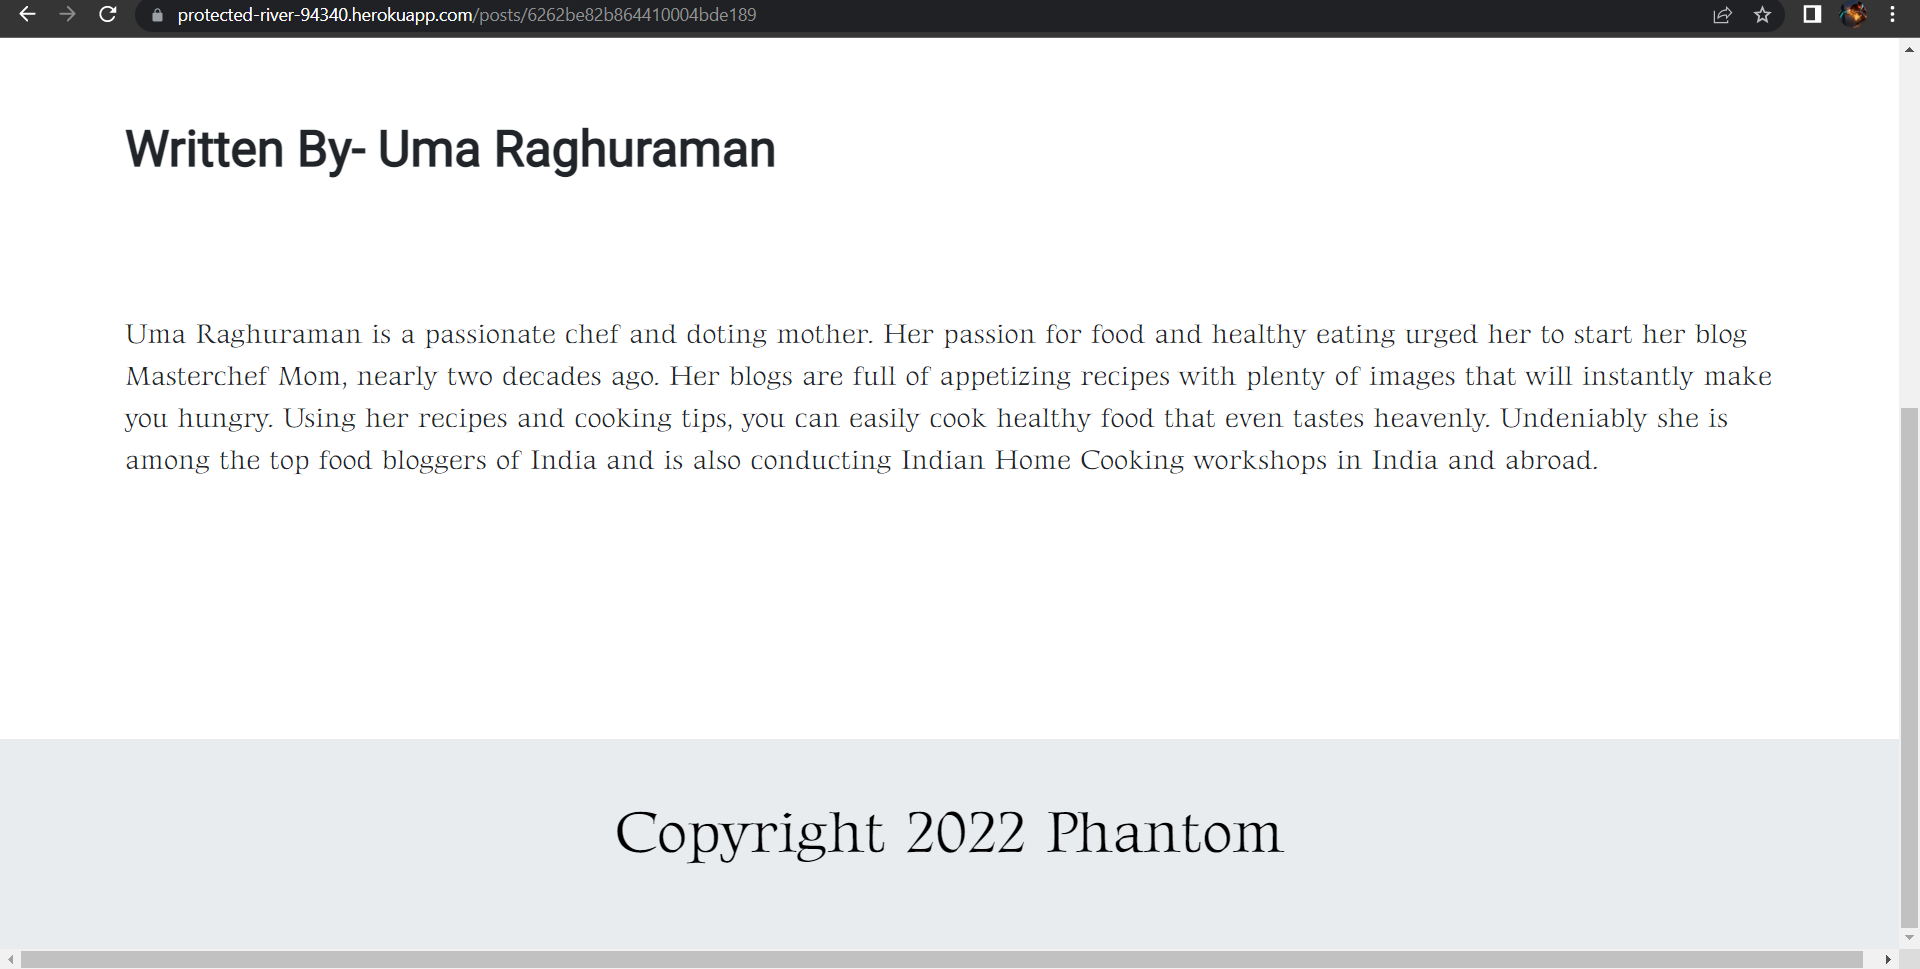 protected-river-94340.herokuapp.com/posts/6262be82b864410004bde189
Written By- Uma Raghuraman
Uma Raghuraman is a passionate chef and doting mother. Her passion for food and healthy eating urged her to start her blog
Masterchef Mom, nearly two decades ago. Her blogs are full of appetizing recipes with plenty of images that will instantly make
you hungry. Using her recipes and cooking tips, you can easily cook healthy food that even tastes heavenly. Undeniably she is
among the top food bloggers of India and is also conducting Indian Home Cooking workshops in India and abroad.
Copyright 2022 Phantom